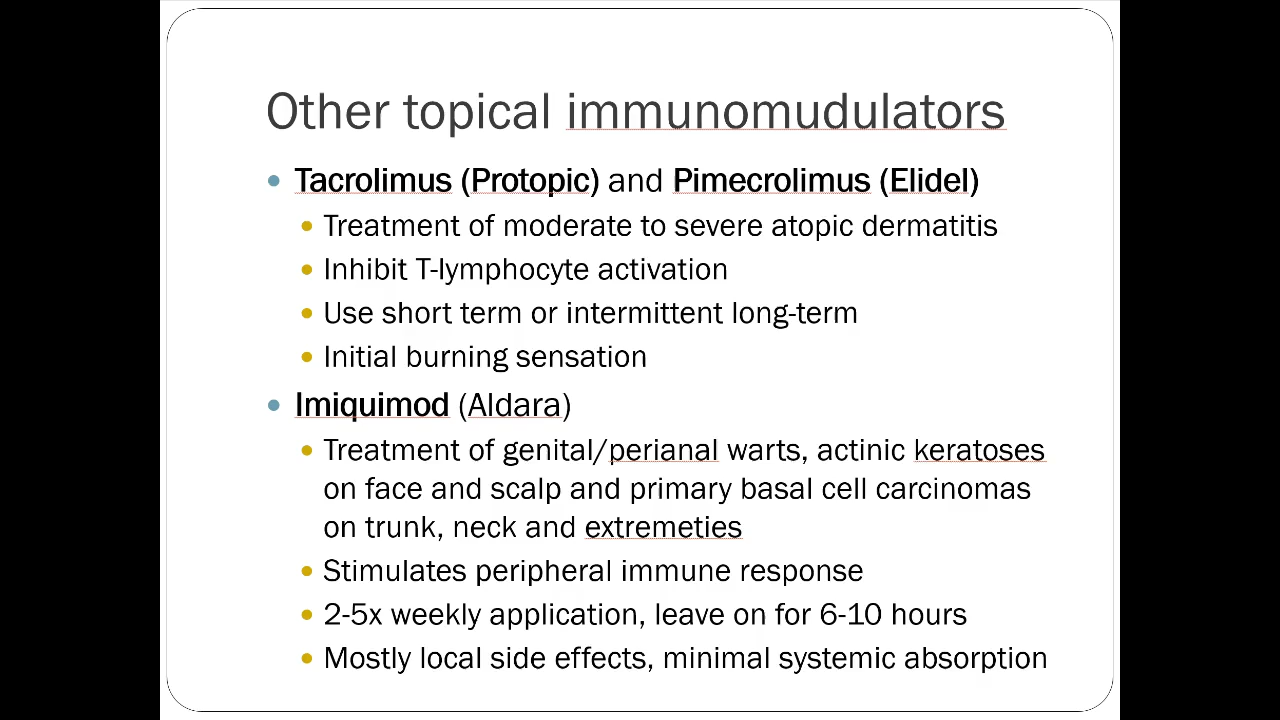 Other topical immunomudulators
Tacrolimus (Protopic) and Pimecrolimus (Elidel)
Treatment of moderate to severe atopic dermatitis
Inhibit T-lymphocyte activation
Use short term or intermittent long-term
Initial burning sensation
Imiquimod (Aldara)
Treatment of genital/perianal warts, actinic keratoses
on face and scalp and primary basal cell carcinomas
on trunk, neck and extremeties
Stimulates peripheral immune response
2-5x weekly application, leave on for 6-10 hours
Mostly local side effects, minimal systemic absorption